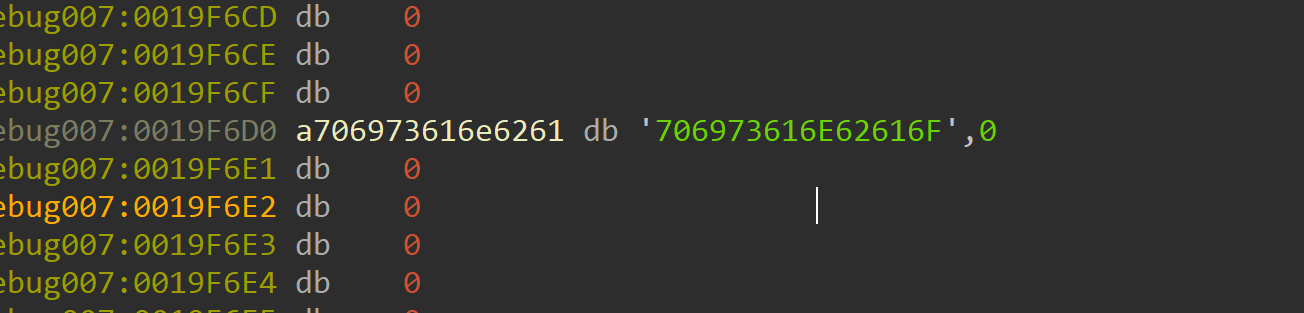 ebug007:0019F6CD db 0
ebug007:0019F6CE db 0
ebug007:0019F6CF db 0
ebug007:0019F6D0 a706973616e6261 db '706973616E62616F',0
ebug007:0019F6E1 db 0
ebug007:0019F6E2 db 0
ebug007:0019F6E3 db 0
ebug007:0019F6E4 db 0